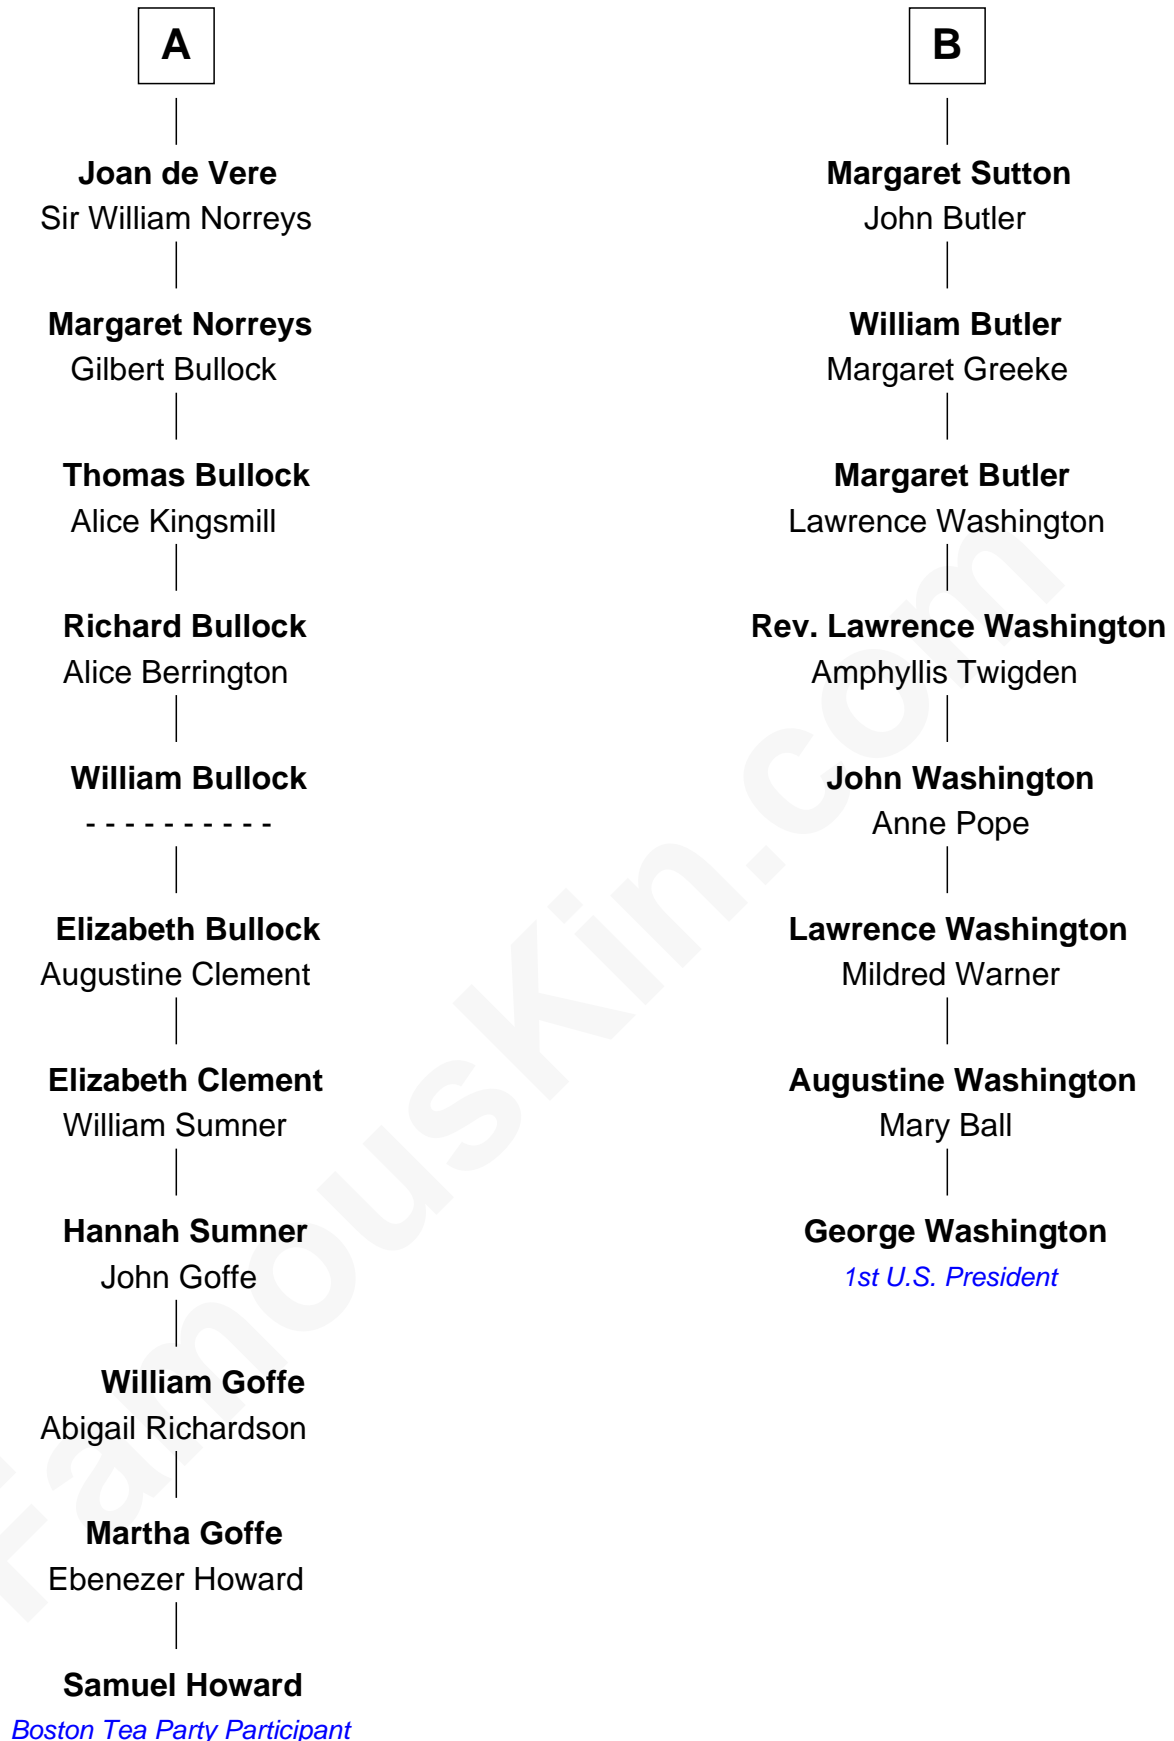 A
Joan de Vere
Sir William Norreys
Margaret Norreys
Gilbert Bullock
Thomas Bullock
Alice Kingsmill
Richard Bullock
Alice Berrington
William Bullock
- - - - - - - - - -
Elizabeth Bullock
Augustine Clement
Elizabeth Clement
William Sumner
Hannah Sumner
John Goffe
William Goffe
Abigail Richardson
Martha Goffe
Ebenezer Howard
Samuel Howard
Boston Tea Party Participant
B
Margaret Sutton
John Butler
William Butler
Margaret Greeke
Margaret Butler
Lawrence Washington
Rev. Lawrence Washington
Amphyllis Twigden
John Washington
Anne Pope
Lawrence Washington
Mildred Warner
Augustine Washington
Mary Ball
George Washington
1st U.S. President
FamousKin.com